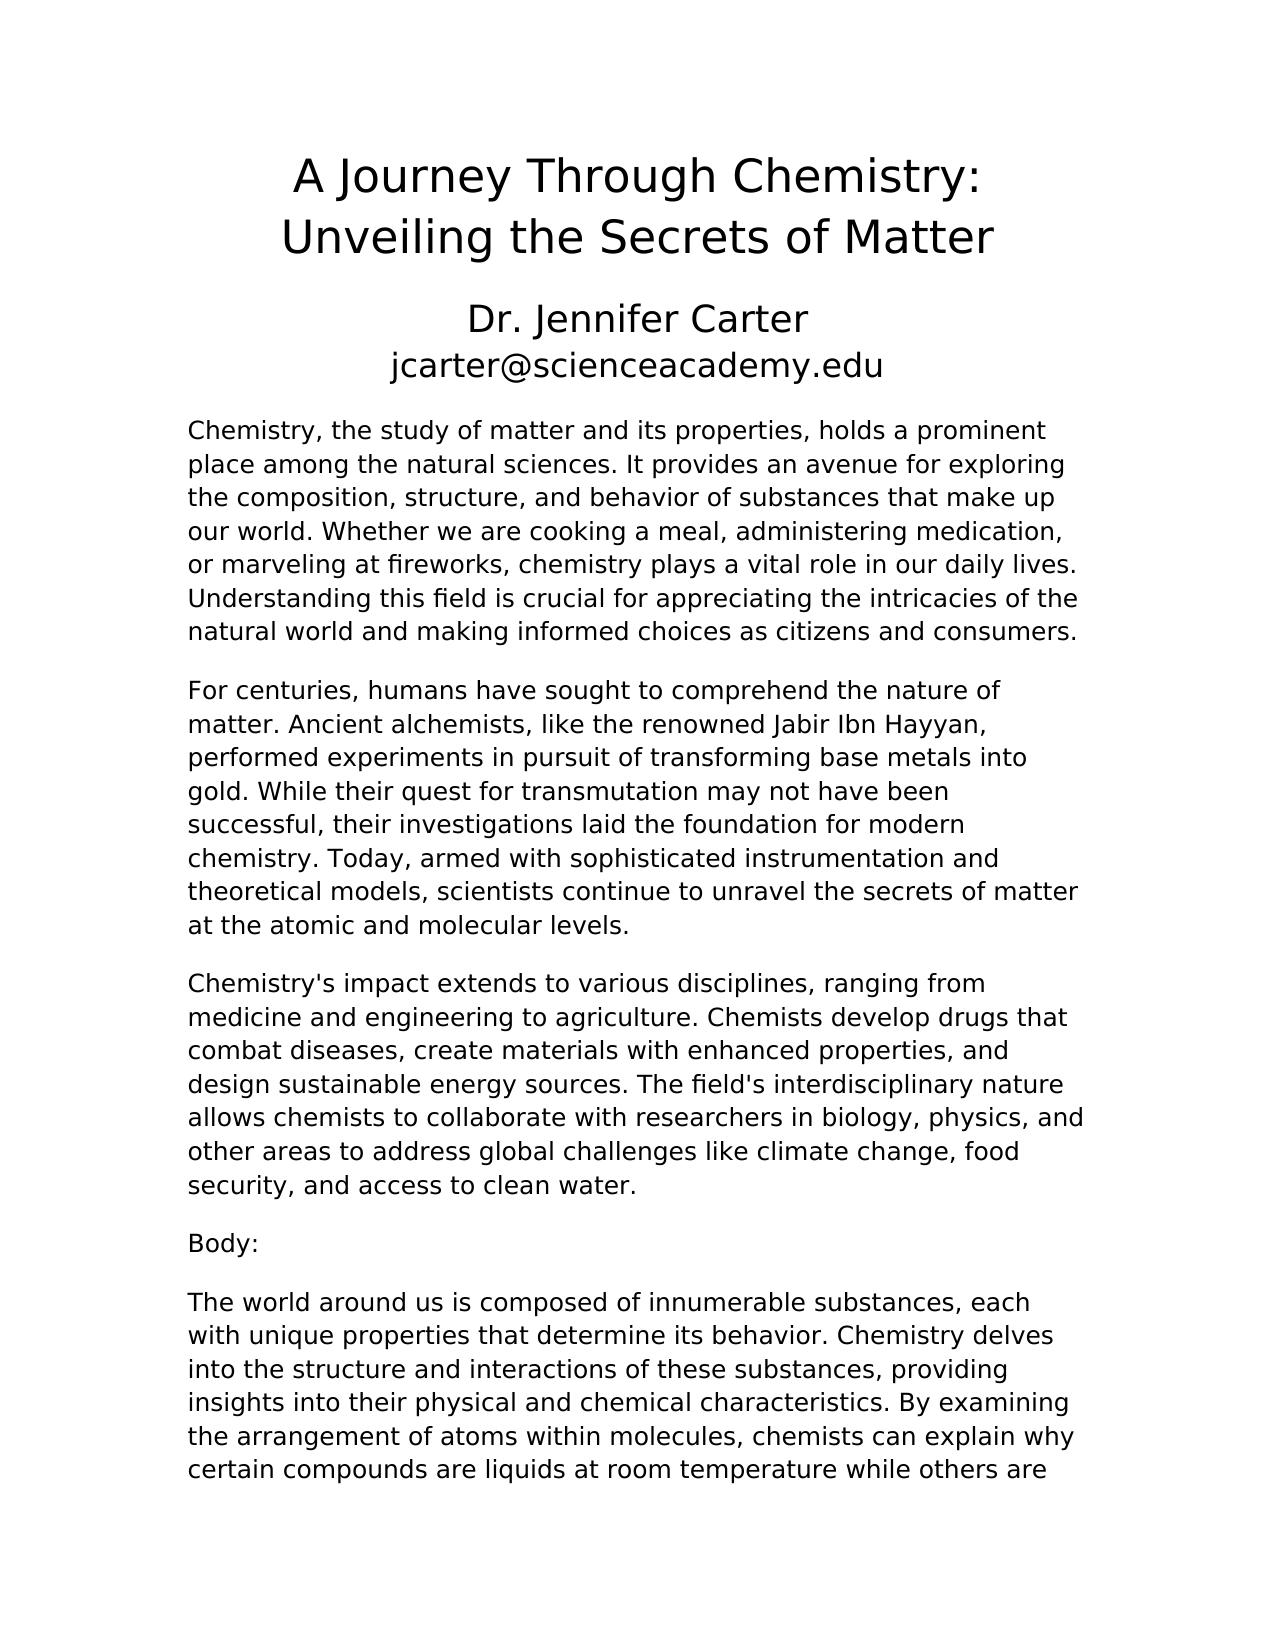 A Journey Through Chemistry:
Unveiling the Secrets of Matter
Dr. Jennifer Carter
jcarter@scienceacademy.edu
Chemistry, the study of matter and its properties, holds a prominent
place among the natural sciences. It provides an avenue for exploring
the composition, structure, and behavior of substances that make up
our world. Whether we are cooking a meal, administering medication,
or marveling at fireworks, chemistry plays a vital role in our daily lives.
Understanding this field is crucial for appreciating the intricacies of the
natural world and making informed choices as citizens and consumers.
For centuries, humans have sought to comprehend the nature of
matter. Ancient alchemists, like the renowned Jabir Ibn Hayyan,
performed experiments in pursuit of transforming base metals into
gold. While their quest for transmutation may not have been
successful, their investigations laid the foundation for modern
chemistry. Today, armed with sophisticated instrumentation and
theoretical models, scientists continue to unravel the secrets of matter
at the atomic and molecular levels.
Chemistry's impact extends to various disciplines, ranging from
medicine and engineering to agriculture. Chemists develop drugs that
combat diseases, create materials with enhanced properties, and
design sustainable energy sources. The field's interdisciplinary nature
allows chemists to collaborate with researchers in biology, physics, and
other areas to address global challenges like climate change, food
security, and access to clean water.
Body:
The world around us is composed of innumerable substances, each
with unique properties that determine its behavior. Chemistry delves
into the structure and interactions of these substances, providing
insights into their physical and chemical characteristics. By examining
the arrangement of atoms within molecules, chemists can explain why
certain compounds are liquids at room temperature while others are